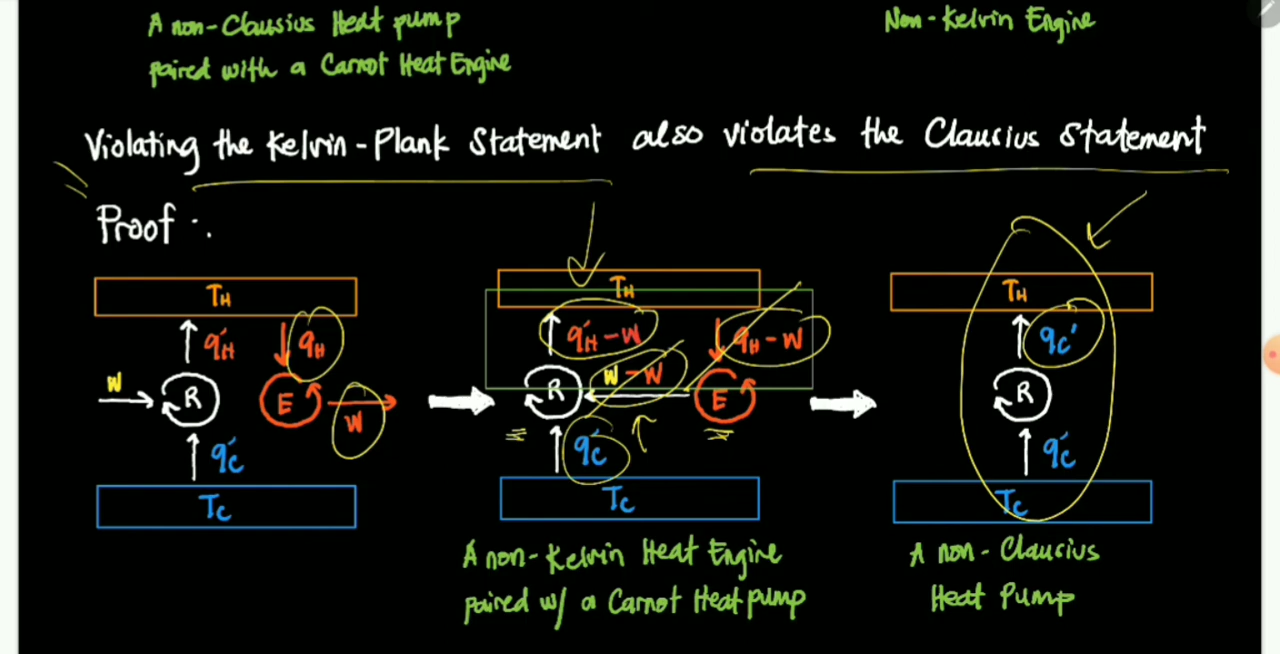 A non-Clausius Heat pump
paired with a Carnot Heat Engine
Non-Kelvin Engine
Violating the Kelvin-Plank Statement also violates the Clausius Statement
Proof :.
TH
q'H
qH
W
R
E
W
q'C
TC
TH
q'H-W
qH-W
W-W
R
E
q'C
TC
A non-Kelvin Heat Engine
paired w/ a Carnot Heat pump
TH
qC'
R
q'C
TC
A non-Claucius
Heat Pump